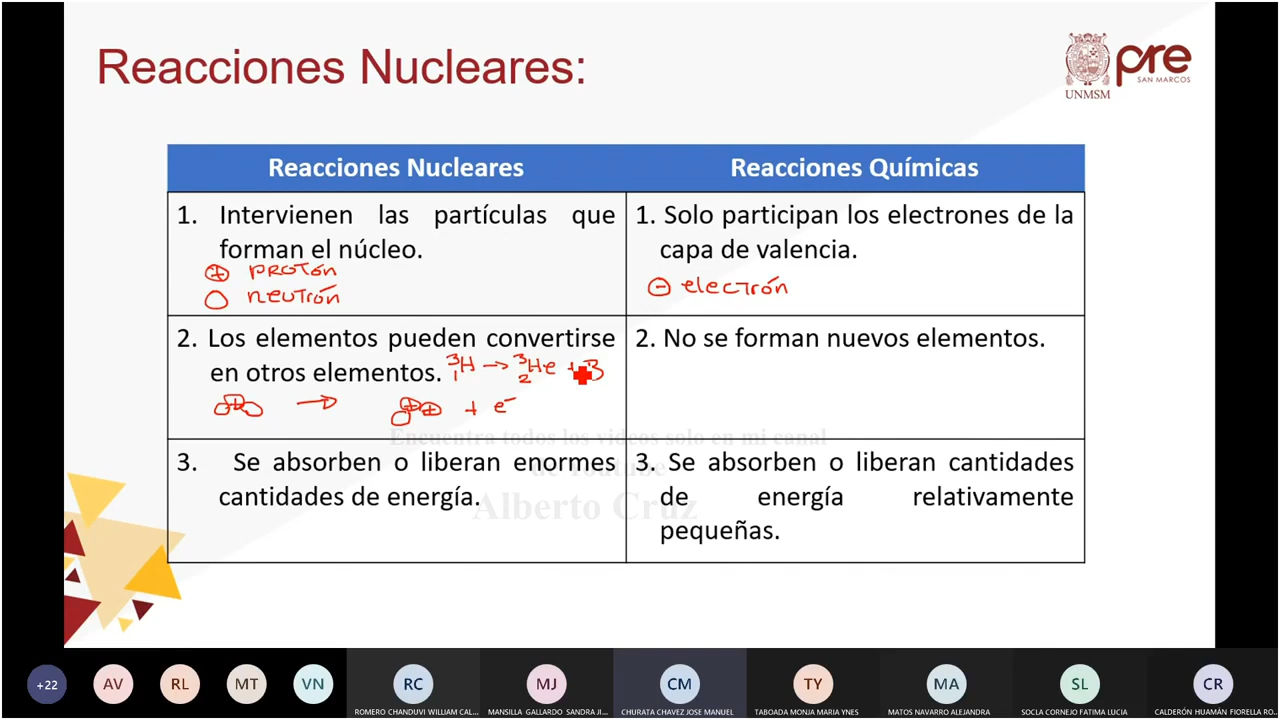 Reacciones Nucleares:
pre
SAN MARCOS
UNMSM
Reacciones Nucleares
Reacciones Químicas
1. Intervienen las partículas que
forman el núcleo.
+ protón
neutrón
1. Solo participan los electrones de la
capa de valencia.
- electrón
2. Los elementos pueden convertirse
en otros elementos. ³₁H → ³₂He +
→ + e⁻
2. No se forman nuevos elementos.
Encuentra todos los videos solo en mi canal
de Youtube
Alberto Cruz
3. Se absorben o liberan enormes
cantidades de energía.
3. Se absorben o liberan cantidades
de energía relativamente
pequeñas.
+22
AV
RL
MT
VN
RC
MJ
CM
TY
MA
SL
CR
ROMERO CHANDUVI WILLIAM CAL...
MANSILLA GALLARDO SANDRA JI...
CHURATA CHAVEZ JOSE MANUEL
TABOADA MONJA MARIA YNES
MATOS NAVARRO ALEJANDRA
SOCLA CORNEJO FATIMA LUCIA
CALDERÓN HUAMÁN FIORELLA RO...